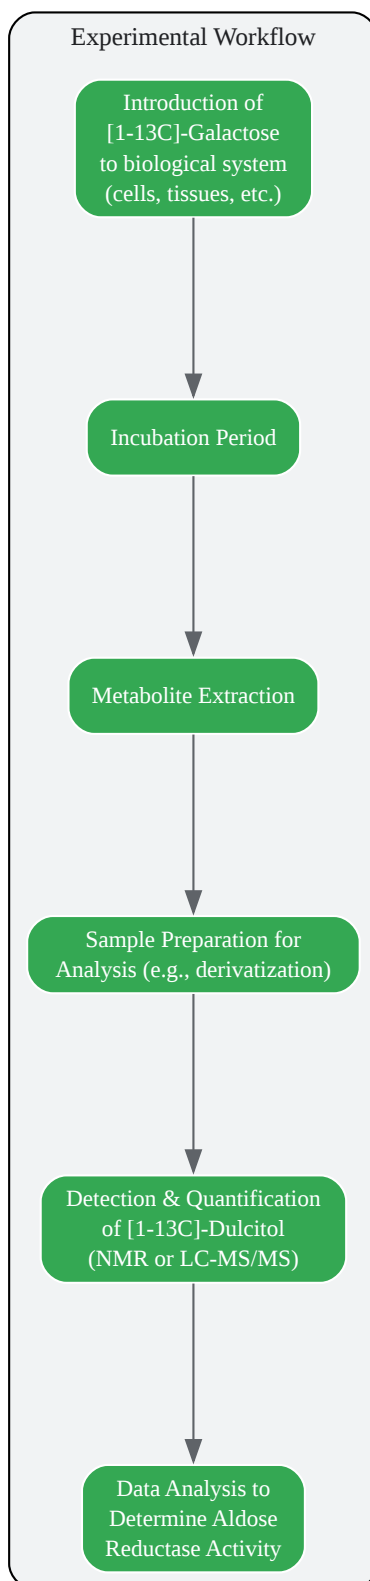 Experimental Workflow
Introduction of
[1-13C]-Galactose
to biological system
(cells, tissues, etc.)
Incubation Period
Metabolite Extraction
Sample Preparation for
Analysis (e.g., derivatization)
Detection & Quantification
of [1-13C]-Dulcitol
(NMR or LC-MS/MS)
Data Analysis to
Determine Aldose
Reductase Activity